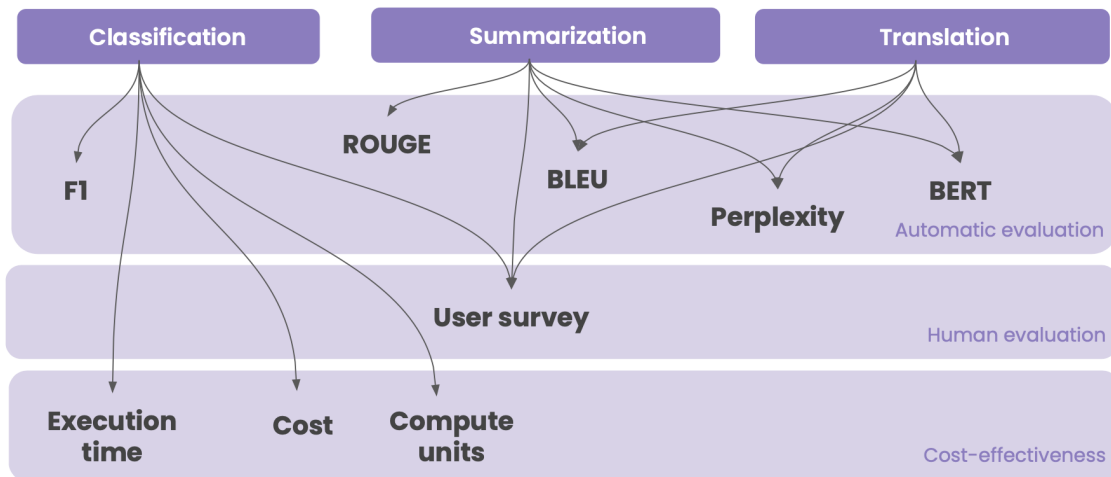 Classification
Summarization
Translation
ROUGE
F1
BLEU
BERT
Perplexity
Automatic evaluation
User survey
Human evaluation
Execution
time
Cost
Compute
units
Cost-effectiveness